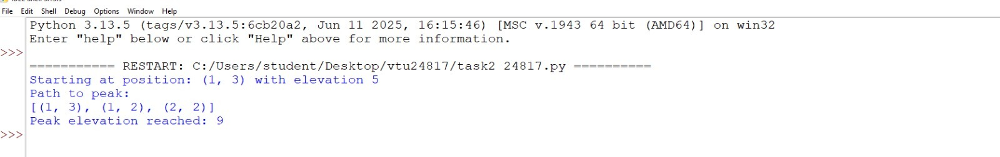 File Edit Shell Debug Options Window Help
Python 3.13.5 (tags/v3.13.5:6cb20a2, Jun 11 2025, 16:15:46) [MSC v.1943 64 bit (AMD64)] on win32
Enter "help" below or click "Help" above for more information.
>>>
=========== RESTART: C:/Users/student/Desktop/vtu24817/task2 24817.py ==========
Starting at position: (1, 3) with elevation 5
Path to peak:
[(1, 3), (1, 2), (2, 2)]
Peak elevation reached: 9
>>>